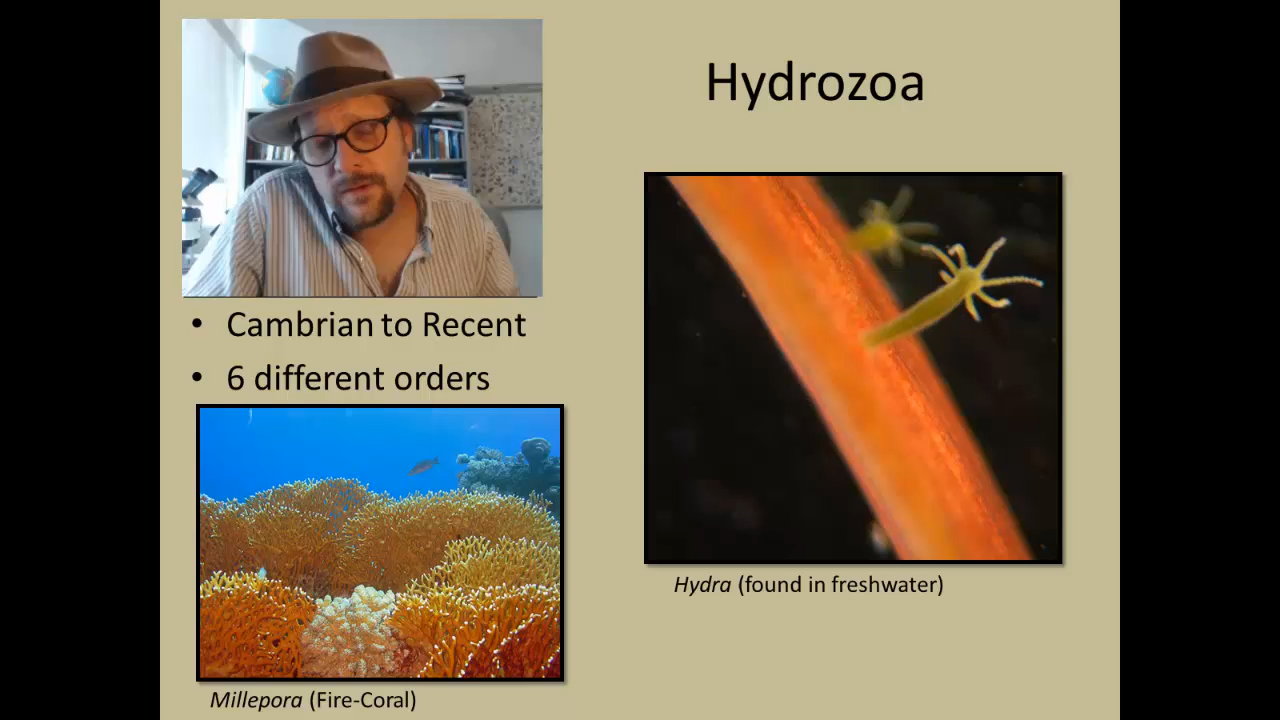 Hydrozoa
• Cambrian to Recent
• 6 different orders
Hydra (found in freshwater)
Millepora (Fire-Coral)